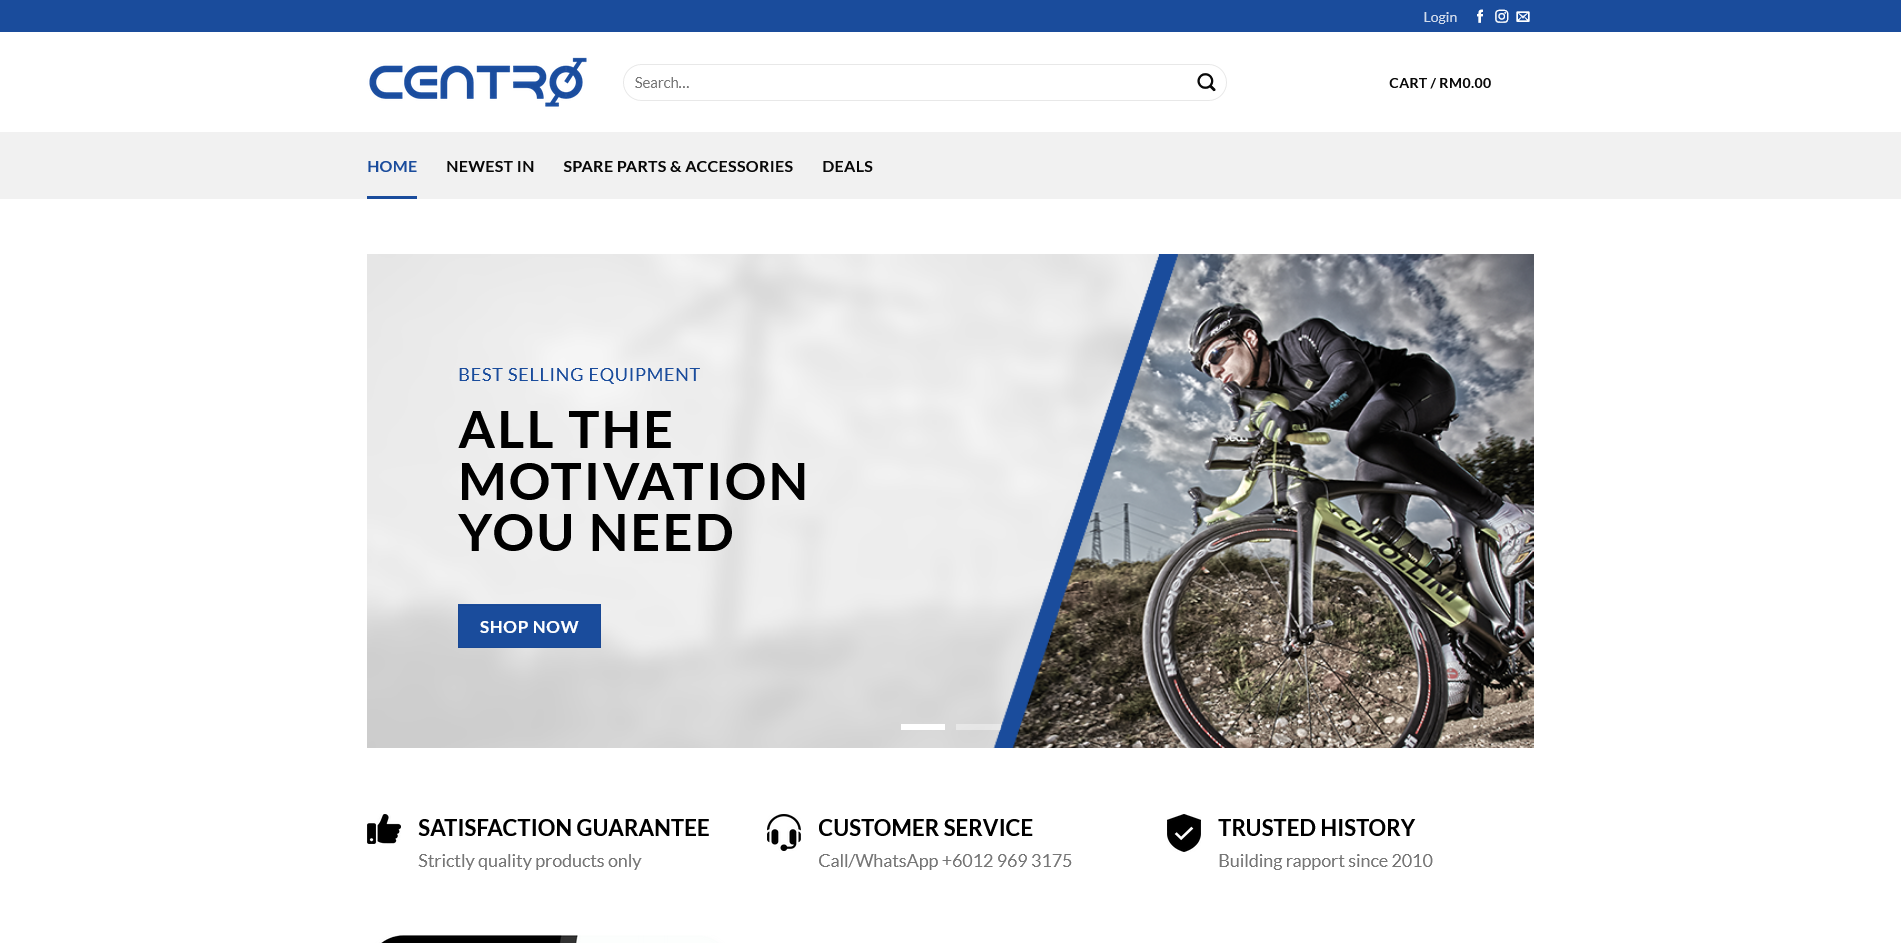 Login
CENTRO
Search...
CART / RM0.00
HOME
NEWEST IN
SPARE PARTS & ACCESSORIES
DEALS
BEST SELLING EQUIPMENT
ALL THE
MOTIVATION
YOU NEED
SHOP NOW
RUDY
CIPOLLINI
SATISFACTION GUARANTEE
Strictly quality products only
CUSTOMER SERVICE
Call/WhatsApp +6012 969 3175
TRUSTED HISTORY
Building rapport since 2010